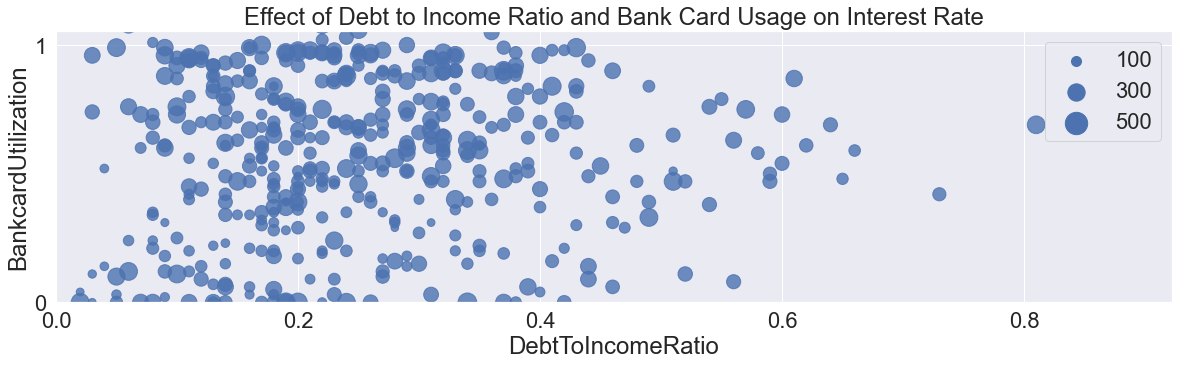 Effect of Debt to Income Ratio and Bank Card Usage on Interest Rate
1
0
BankcardUtilization
100
300
500
0.0 0.2 0.4 0.6 0.8
DebtToIncomeRatio